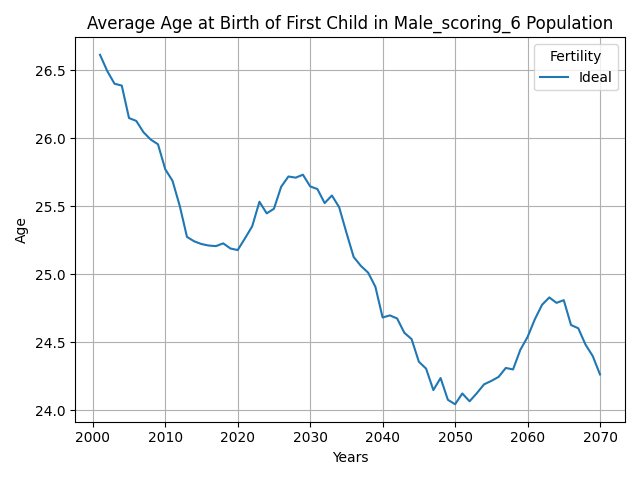 Average Age at Birth of First Child in Male_scoring_6 Population
Fertility
Ideal
26.5
26.0
25.5
25.0
24.5
24.0
Age
2000 2010 2020 2030 2040 2050 2060 2070
Years